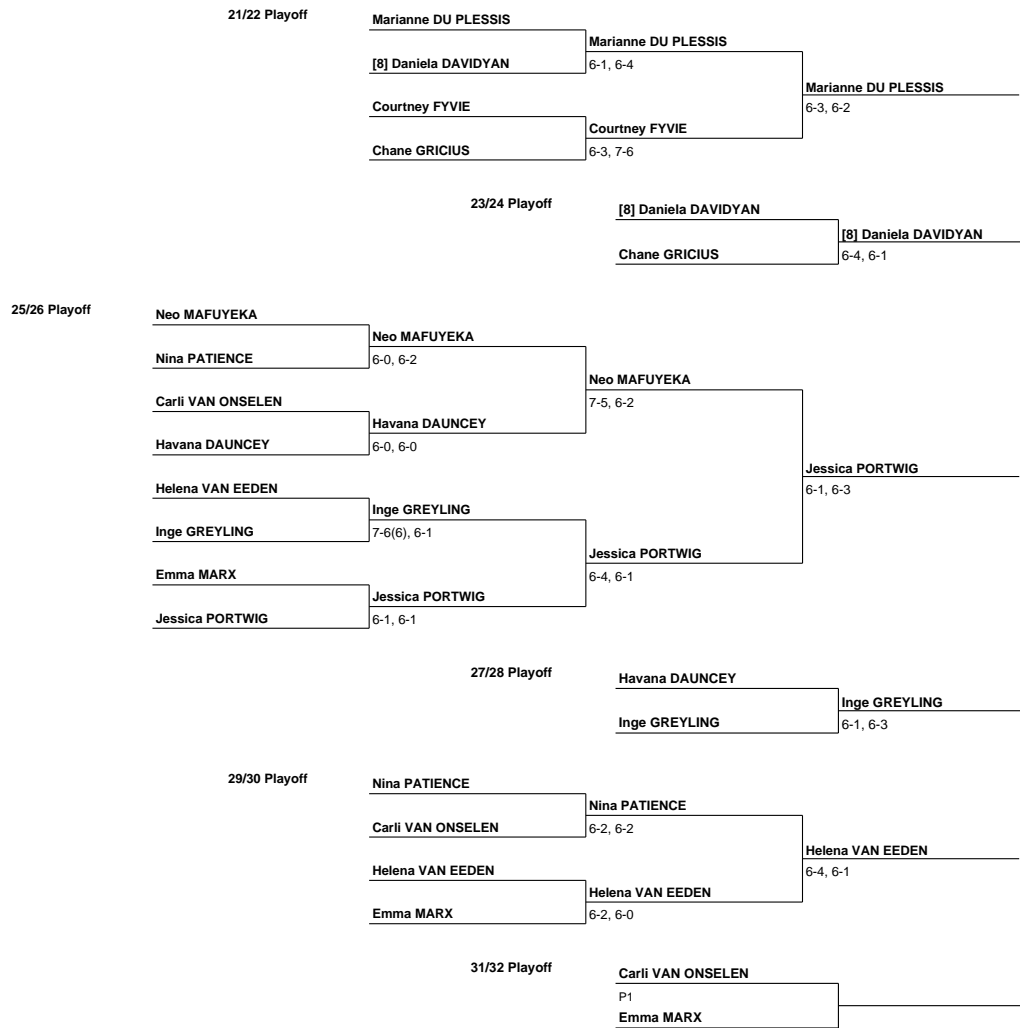 21/22 Playoff
Marianne DU PLESSIS
Marianne DU PLESSIS
[8] Daniela DAVIDYAN
6-1, 6-4
Marianne DU PLESSIS
Courtney FYVIE
6-3, 6-2
Courtney FYVIE
Chane GRICIUS
6-3, 7-6
23/24 Playoff
[8] Daniela DAVIDYAN
[8] Daniela DAVIDYAN
Chane GRICIUS
6-4, 6-1
25/26 Playoff
Neo MAFUYEKA
Neo MAFUYEKA
Nina PATIENCE
6-0, 6-2
Neo MAFUYEKA
Carli VAN ONSELEN
7-5, 6-2
Havana DAUNCEY
Havana DAUNCEY
6-0, 6-0
Jessica PORTWIG
Helena VAN EEDEN
6-1, 6-3
Inge GREYLING
Inge GREYLING
7-6(6), 6-1
Jessica PORTWIG
Emma MARX
6-4, 6-1
Jessica PORTWIG
Jessica PORTWIG
6-1, 6-1
27/28 Playoff
Havana DAUNCEY
Inge GREYLING
Inge GREYLING
6-1, 6-3
29/30 Playoff
Nina PATIENCE
Nina PATIENCE
Carli VAN ONSELEN
6-2, 6-2
Helena VAN EEDEN
Helena VAN EEDEN
6-4, 6-1
Helena VAN EEDEN
Emma MARX
6-2, 6-0
31/32 Playoff
Carli VAN ONSELEN
P1
Emma MARX